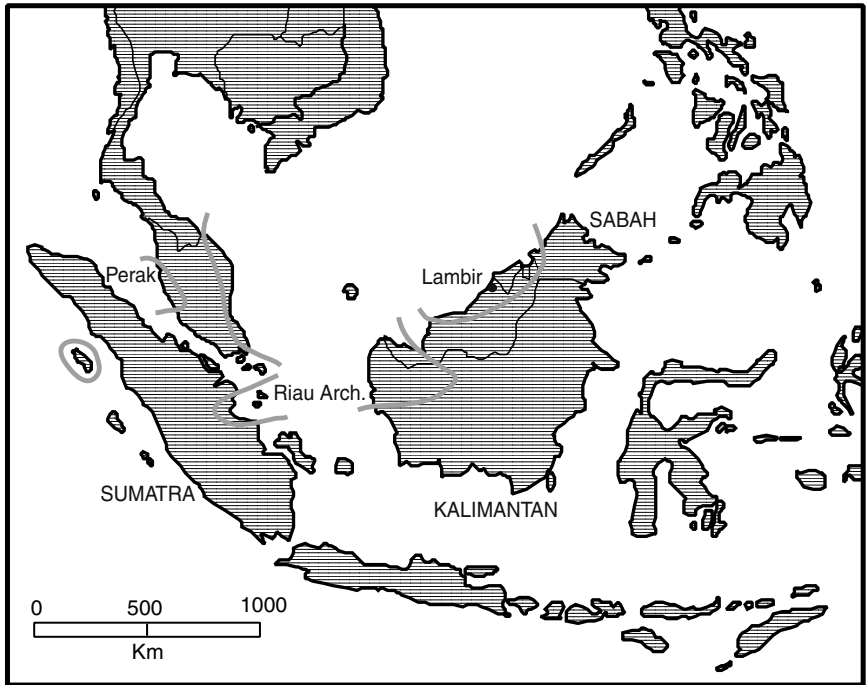 SABAH
Perak
Lambir
Riau Arch.
SUMATRA
KALIMANTAN
0 500 1000
Km